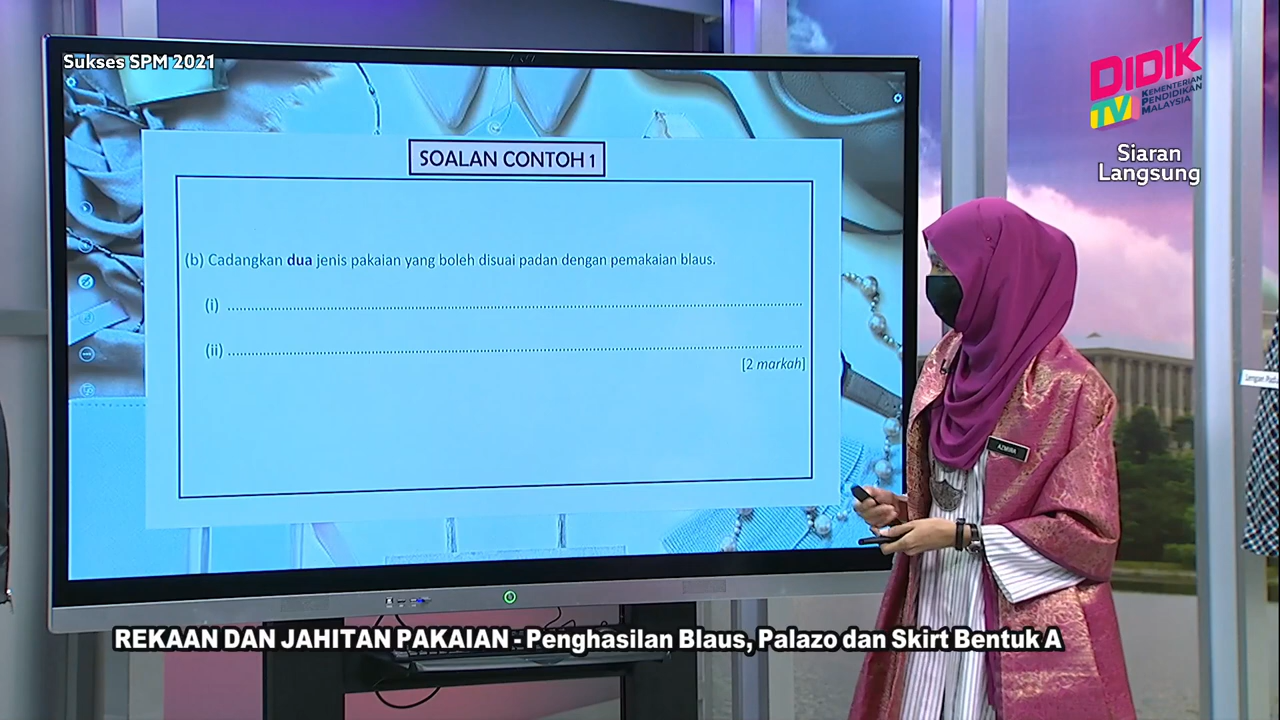 Sukses SPM 2021
DIDIK
TV
KEMENTERIAN
PENDIDIKAN
MALAYSIA
Siaran
Langsung
SOALAN CONTOH 1
(b) Cadangkan dua jenis pakaian yang boleh disuai padan dengan pemakaian blaus.
(i) ................................................................
(ii) ................................................................
[2 markah]
AZMIRA
REKAAN DAN JAHITAN PAKAIAN - Penghasilan Blaus, Palazo dan Skirt Bentuk A